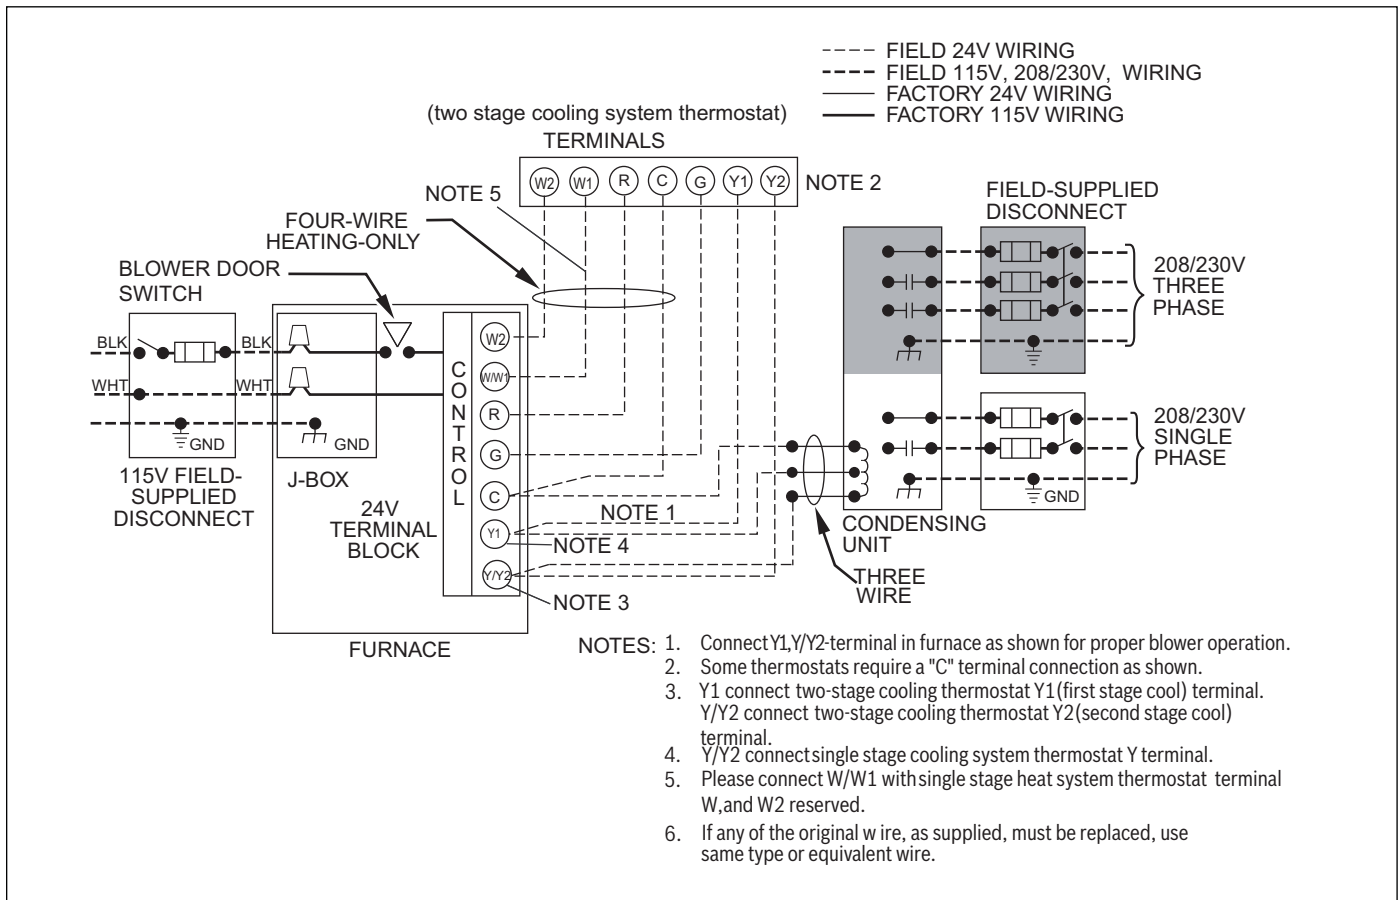 FIELD 24V WIRING
FIELD 115V, 208/230V, WIRING
FACTORY 24V WIRING
FACTORY 115V WIRING
(two stage cooling system thermostat)
TERMINALS
W2 W1 R C G Y1 Y2
NOTE 2
NOTE 5
FOUR-WIRE
HEATING-ONLY
BLOWER DOOR
SWITCH
FIELD-SUPPLIED
DISCONNECT
208/230V
THREE
PHASE
BLK
BLK
WHT
WHT
GND
GND
115V FIELD-
SUPPLIED
DISCONNECT
J-BOX
24V
TERMINAL
BLOCK
CONTROL
W2
W/W1
R
G
C
Y1
Y/Y2
NOTE 1
NOTE 4
NOTE 3
FURNACE
208/230V
SINGLE
PHASE
GND
CONDENSING
UNIT
THREE
WIRE
NOTES: 1. Connect Y1,Y/Y2-terminal in furnace as shown for proper blower operation.
2. Some thermostats require a "C" terminal connection as shown.
3. Y1 connect two-stage cooling thermostat Y1(first stage cool) terminal.
Y/Y2 connect two-stage cooling thermostat Y2(second stage cool)
terminal.
4. Y/Y2 connect single stage cooling system thermostat Y terminal.
5. Please connect W/W1 with single stage heat system thermostat terminal
W,and W2 reserved.
6. If any of the original w ire, as supplied, must be replaced, use
same type or equivalent wire.